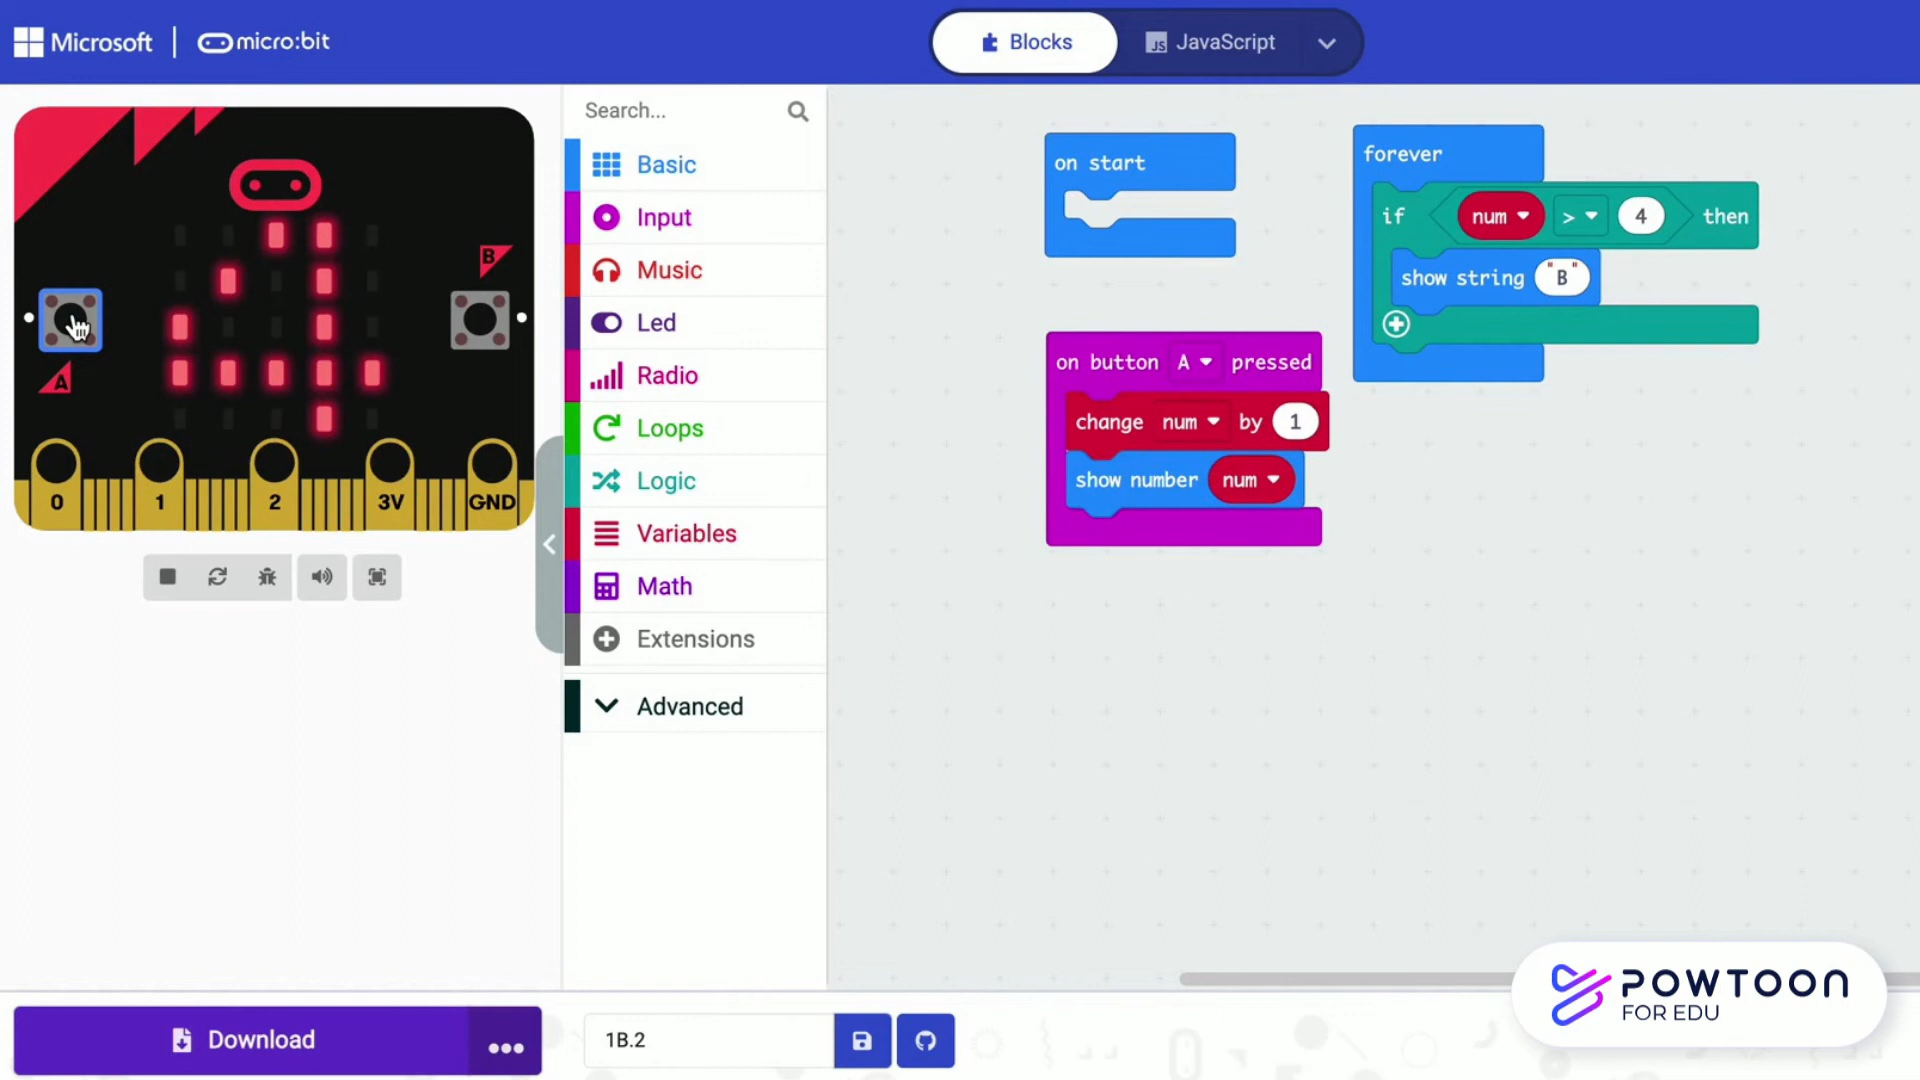 Microsoft | micro:bit
Blocks
JavaScript
Search...
Basic
Input
Music
Led
Radio
Loops
Logic
Variables
Math
Extensions
Advanced
B
A
0 1 2 3V GND
on start
forever
if num > 4 then
show string "B"
on button A pressed
change num by 1
show number num
Download
1B.2
POWTOON
FOR EDU